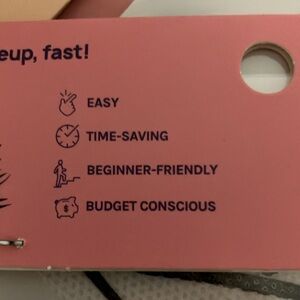 eup, fast!
EASY
TIME-SAVING
BEGINNER-FRIENDLY
BUDGET CONSCIOUS